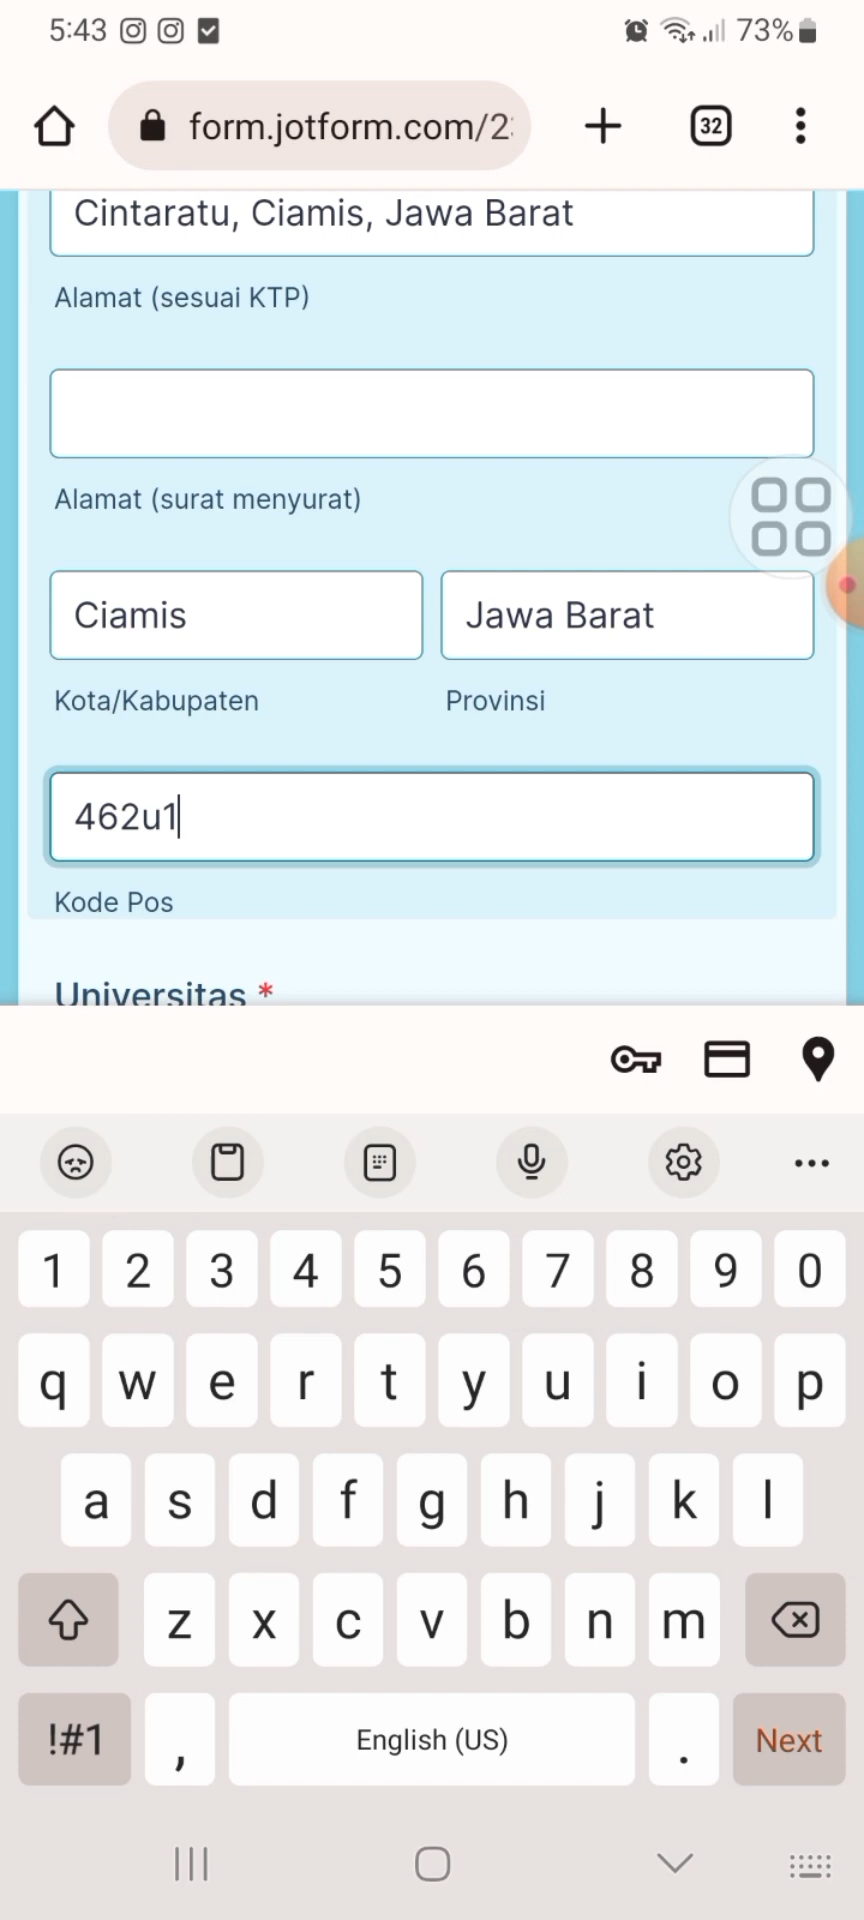 5:43 73%
form.jotform.com/2
32
Cintaratu, Ciamis, Jawa Barat
Alamat (sesuai KTP)
Alamat (surat menyurat)
Ciamis Jawa Barat
Kota/Kabupaten Provinsi
462u1
Kode Pos
Universitas *
1 2 3 4 5 6 7 8 9 0
q w e r t y u i o p
a s d f g h j k l
z x c v b n m
!#1 , English (US) . Next